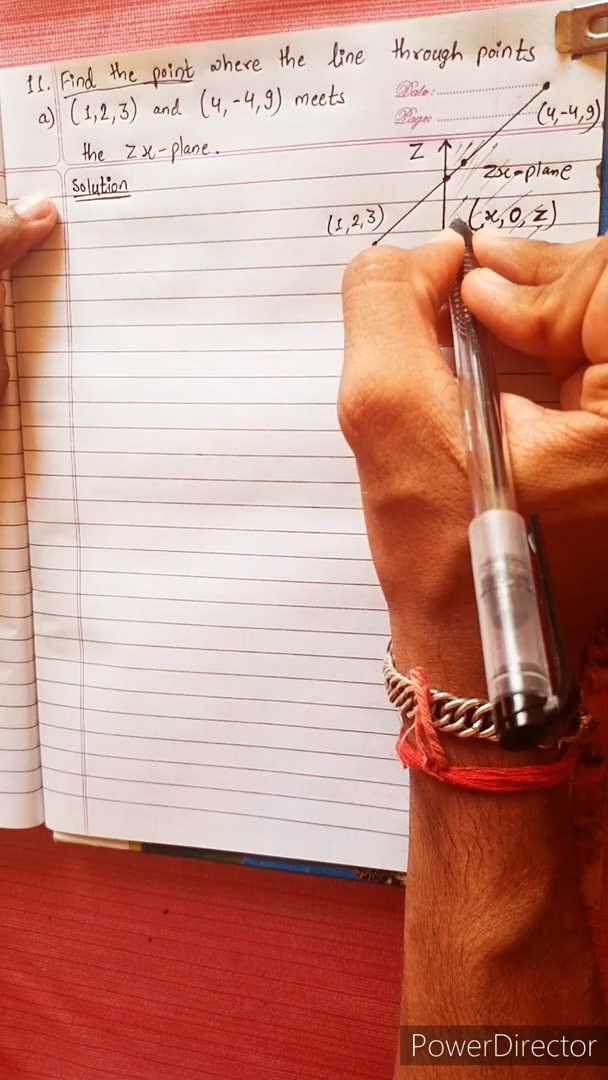 11. Find the point where the line through points
a) (1,2,3) and (4,-4,9) meets
the zx-plane.
Solution
Date:
Page:
(4,-4,9)
Z
zx-plane
(1,2,3)
(x,0,z)
PowerDirector